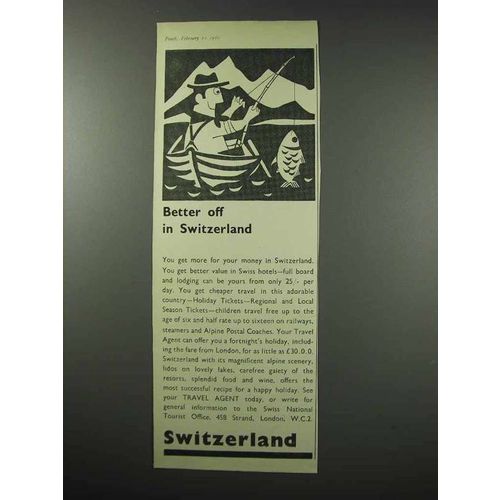 Punch, February
Better off
in Switzerland
You get more for your money in Switzerland.
You get better value in Swiss hotels—full board
and lodging can be yours from only 25/- per
day. You get cheaper travel in this adorable
country—Holiday Tickets—Regional and Local
Season Tickets—children travel free up to the
age of six and half rate up to sixteen on railways,
steamers and Alpine Postal Coaches. Your Travel
Agent can offer you a fortnight's holiday, inclu-
ding the fare from London, for as little as £30.0.0.
Switzerland with its magnificent alpine scenery,
lidos on lovely lakes, carefree gaiety of the
resorts, splendid food and wine, offers the
most successful recipe for a happy holiday. See
your TRAVEL AGENT today, or write for
general information to the Swiss National
Tourist Office, 458 Strand, London, W.C.2.
Switzerland